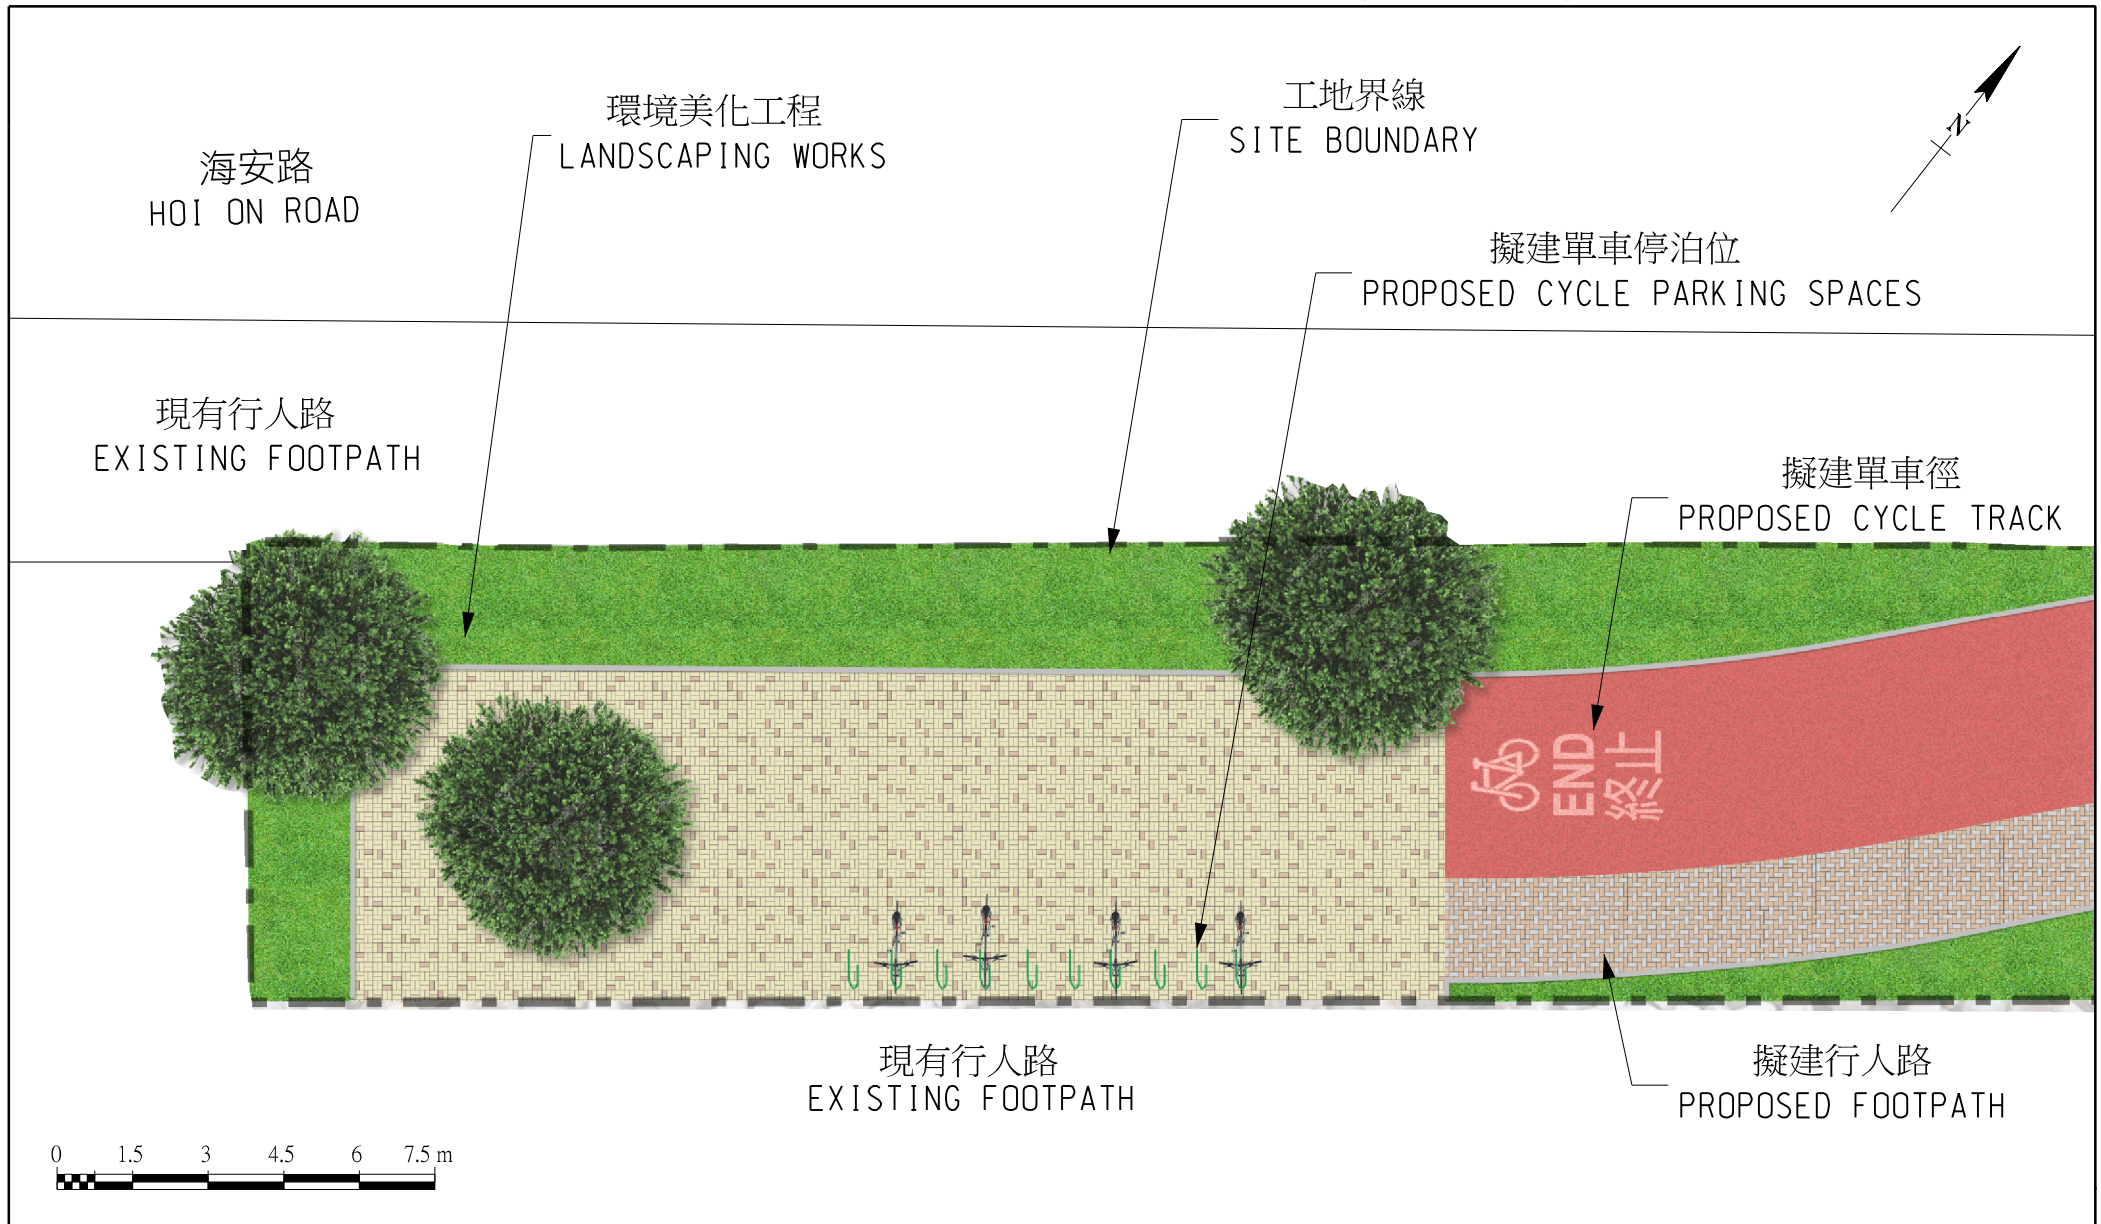 環境美化工程
LANDSCAPING WORKS
工地界線
SITE BOUNDARY
海安路
HOI ON ROAD
N
擬建單車停泊位
PROPOSED CYCLE PARKING SPACES
現有行人路
EXISTING FOOTPATH
擬建單車徑
PROPOSED CYCLE TRACK
END
終止
現有行人路
EXISTING FOOTPATH
擬建行人路
PROPOSED FOOTPATH
0 1.5 3 4.5 6 7.5 m